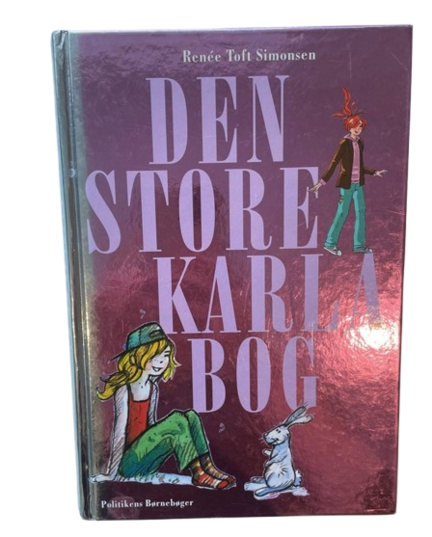 Renée Toft Simonsen
DEN
STORE
KARLA
BOG
Politikens Børnebøger